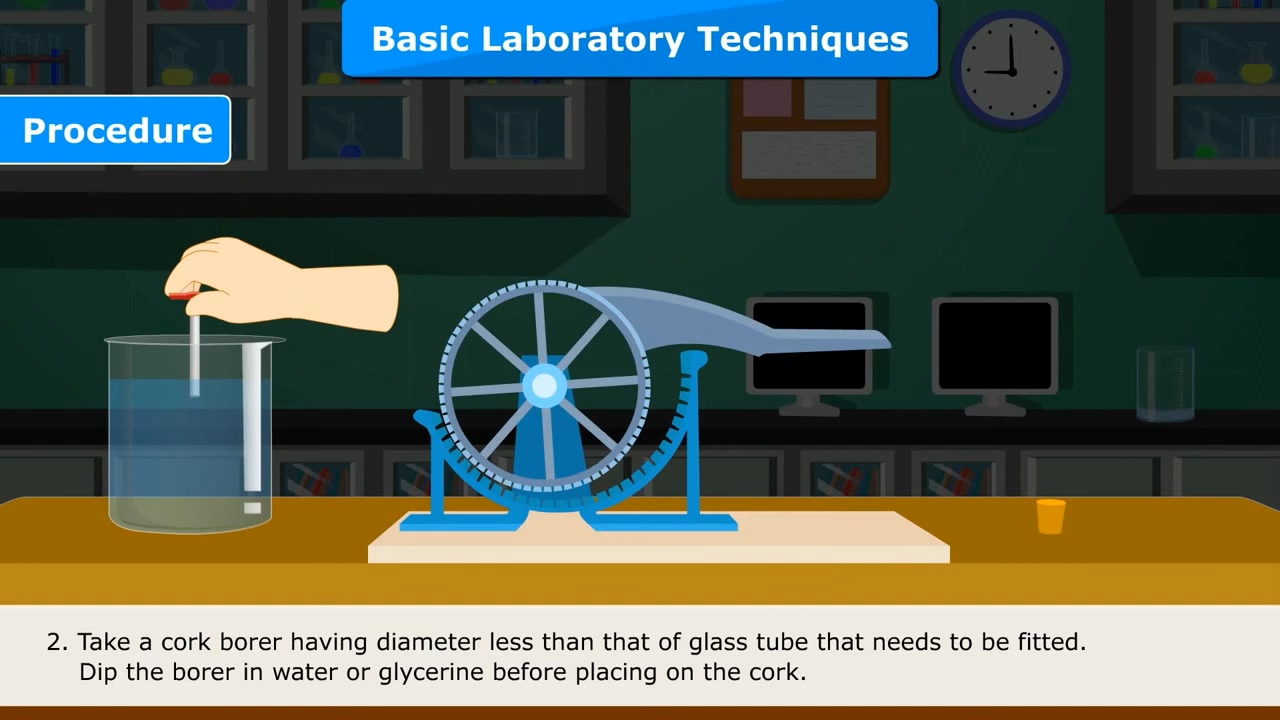 Basic Laboratory Techniques
Procedure
2. Take a cork borer having diameter less than that of glass tube that needs to be fitted.
Dip the borer in water or glycerine before placing on the cork.